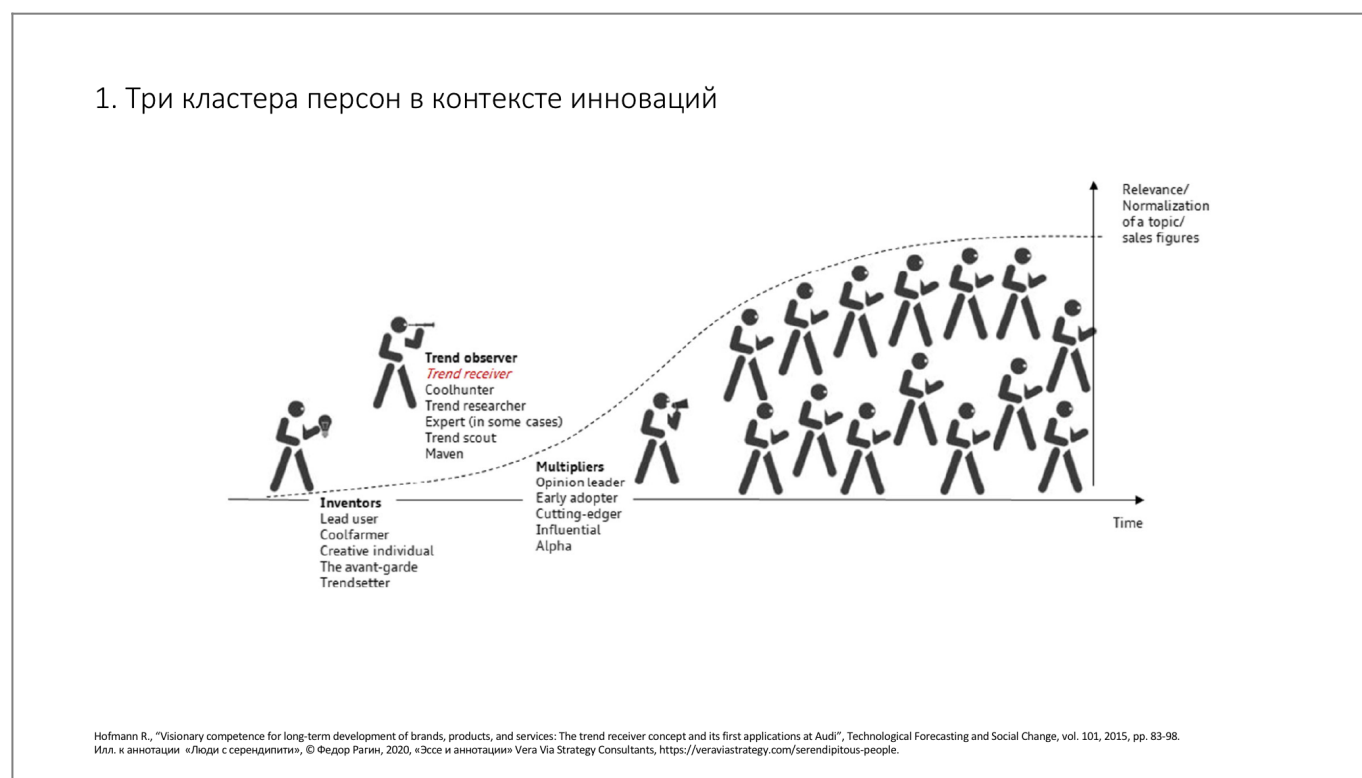 1. Три кластера персон в контексте инноваций
Relevance/
Normalization
of a topic/
sales figures
Trend observer
Trend receiver
Coolhunter
Trend researcher
Expert (in some cases)
Trend scout
Maven
Multipliers
Opinion leader
Early adopter
Cutting-edger
Influential
Alpha
Inventors
Lead user
Coolfarmer
Creative individual
The avant-garde
Trendsetter
Time
Hofmann R., “Visionary competence for long-term development of brands, products, and services: The trend receiver concept and its first applications at Audi”, Technological Forecasting and Social Change, vol. 101, 2015, pp. 83-98.
Илл. к аннотации «Люди с серендипити», © Федор Рагин, 2020, «Эссе и аннотации» Vera Via Strategy Consultants, https://veraviastrategy.com/serendipitous-people.